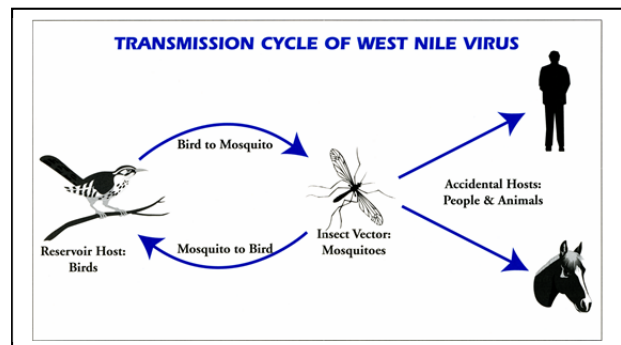 TRANSMISSION CYCLE OF WEST NILE VIRUS
Bird to Mosquito
Accidental Hosts:
People & Animals
Mosquito to Bird
Insect Vector:
Mosquitoes
Reservoir Host:
Birds